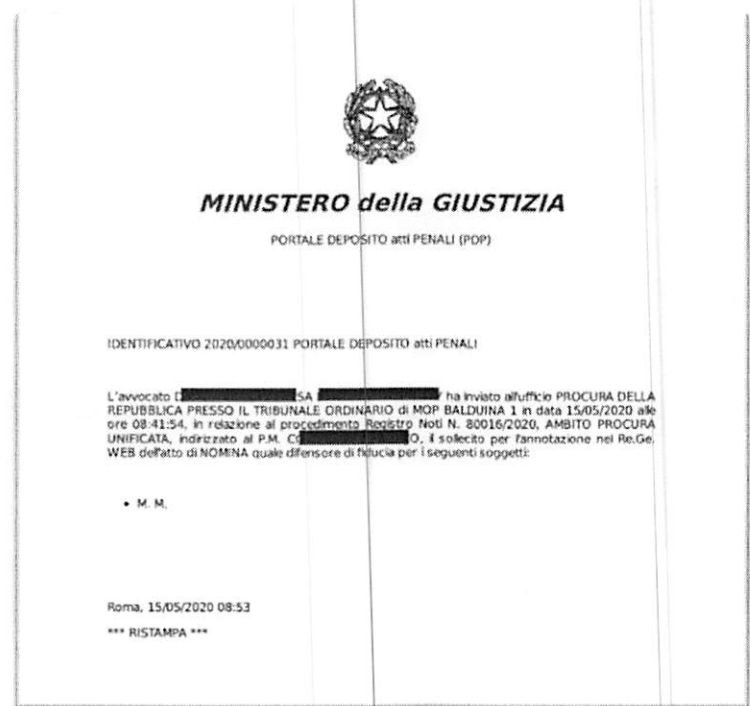 MINISTERO della GIUSTIZIA
PORTALE DEPOSITO atti PENALI (PDP)
IDENTIFICATIVO 2020/0000031 PORTALE DEPOSITO atti PENALI
L'avvocato D SA ha inviato all'ufficio PROCURA DELLA
REPUBBLICA PRESSO IL TRIBUNALE ORDINARIO di MOP BALDUINA 1 in data 15/05/2020 alle
ore 08:41:54, in relazione al procedimento Registro Noti N. 80016/2020, AMBITO PROCURA
UNIFICATA, indirizzato al P.M. C O, il sollecito per l'annotazione nel Re.Ge.
WEB dell'atto di NOMINA quale difensore di fiducia per i seguenti soggetti:
• M. M.
Roma, 15/05/2020 08:53
*** RISTAMPA ***